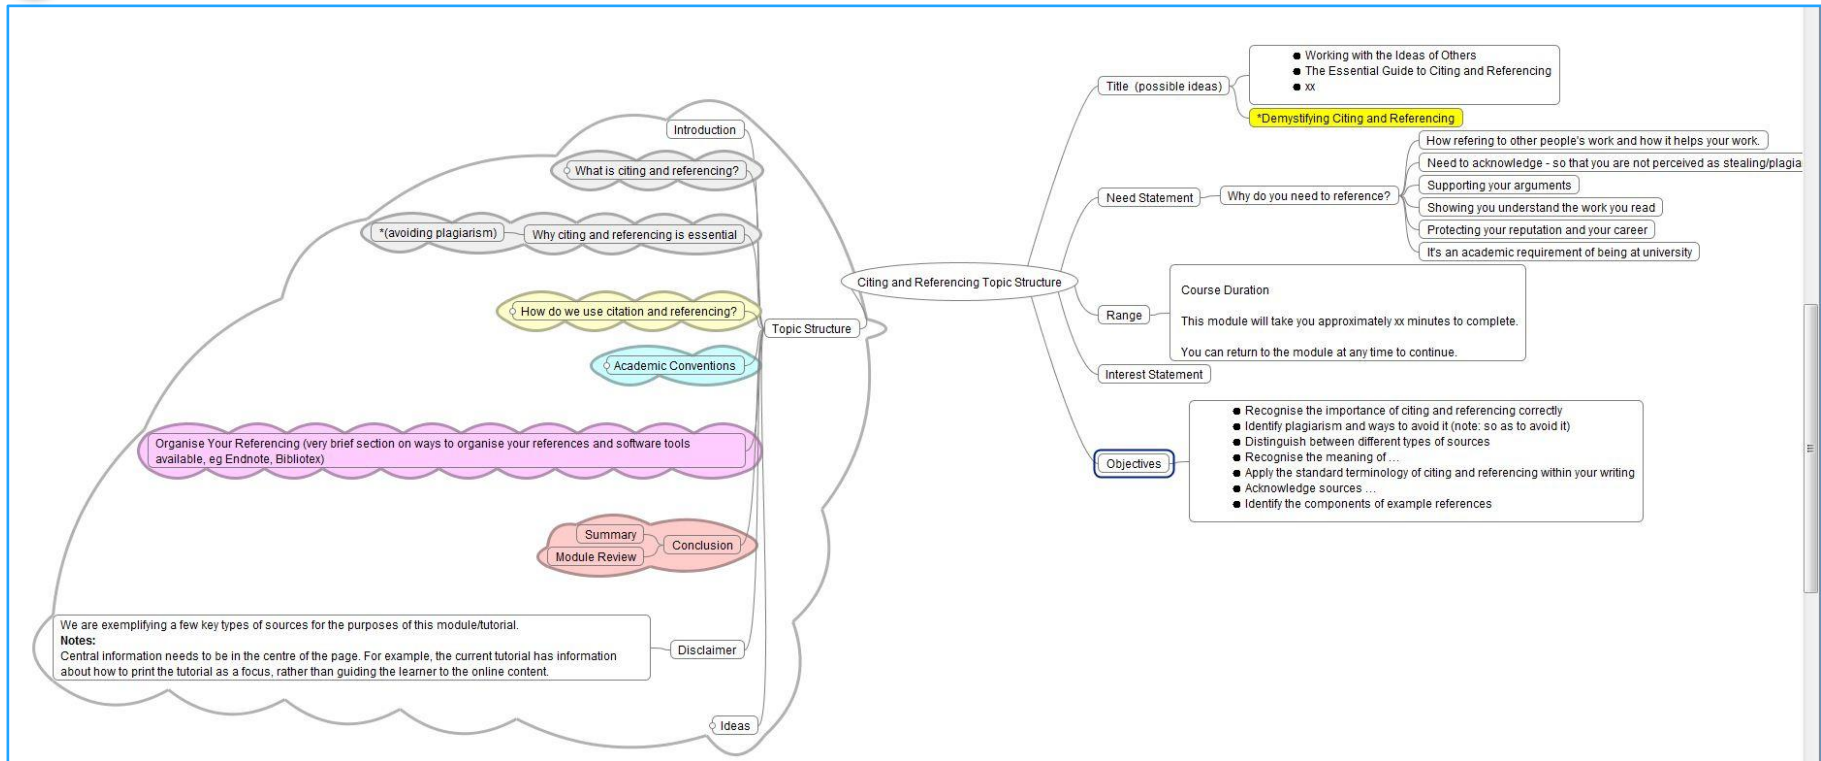 Citing and Referencing Topic Structure
Title (possible ideas)
● Working with the Ideas of Others
● The Essential Guide to Citing and Referencing
● xx
*Demystifying Citing and Referencing
Need Statement
Why do you need to reference?
How refering to other people's work and how it helps your work.
Need to acknowledge - so that you are not perceived as stealing/plagia
Supporting your arguments
Showing you understand the work you read
Protecting your reputation and your career
It's an academic requirement of being at university
Range
Course Duration
This module will take you approximately xx minutes to complete.
You can return to the module at any time to continue.
Interest Statement
Objectives
● Recognise the importance of citing and referencing correctly
● Identify plagiarism and ways to avoid it (note: so as to avoid it)
● Distinguish between different types of sources
● Recognise the meaning of ...
● Apply the standard terminology of citing and referencing within your writing
● Acknowledge sources ...
● Identify the components of example references
Topic Structure
Introduction
What is citing and referencing?
*(avoiding plagiarism)
Why citing and referencing is essential
How do we use citation and referencing?
Academic Conventions
Organise Your Referencing (very brief section on ways to organise your references and software tools
available, eg Endnote, Bibliotex)
Conclusion
Summary
Module Review
Disclaimer
We are exemplifying a few key types of sources for the purposes of this module/tutorial.
Notes:
Central information needs to be in the centre of the page. For example, the current tutorial has information
about how to print the tutorial as a focus, rather than guiding the learner to the online content.
Ideas